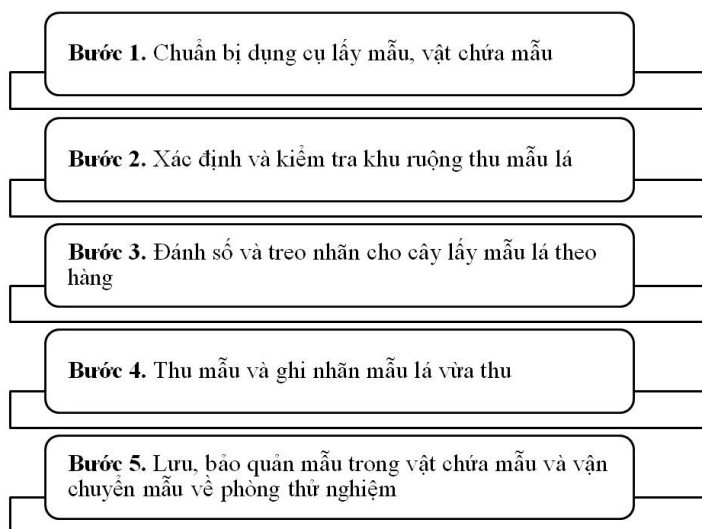 Bước 1. Chuẩn bị dụng cụ lấy mẫu, vật chứa mẫu
Bước 2. Xác định và kiểm tra khu ruộng thu mẫu lá
Bước 3. Đánh số và treo nhãn cho cây lấy mẫu lá theo
hàng
Bước 4. Thu mẫu và ghi nhãn mẫu lá vừa thu
Bước 5. Lưu, bảo quản mẫu trong vật chứa mẫu và vận
chuyển mẫu về phòng thử nghiệm